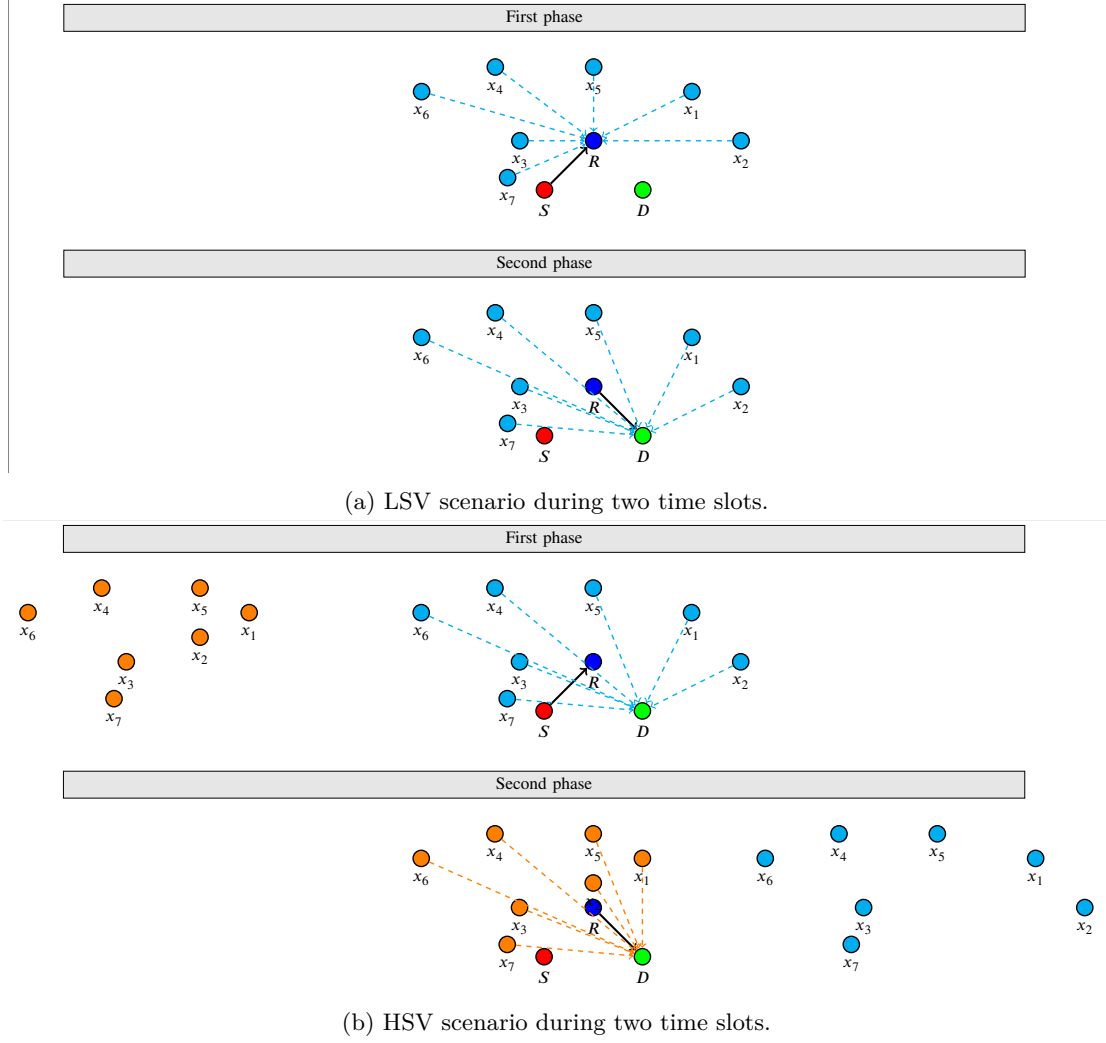 First phase
x4 x5
x6 x1
x3 R x2
x7
S D
Second phase
x4 x5
x6 x1
x3 R x2
x7
S D
(a) LSV scenario during two time slots.
First phase
x4 x5 x4 x5
x6 x1 x6 x1
x2
x3 x3 R x2
x7 x7
S D
Second phase
x4 x5 x4 x5
x6 x1 x6 x1
x3 R x3 x2
x7 x7
S D
(b) HSV scenario during two time slots.